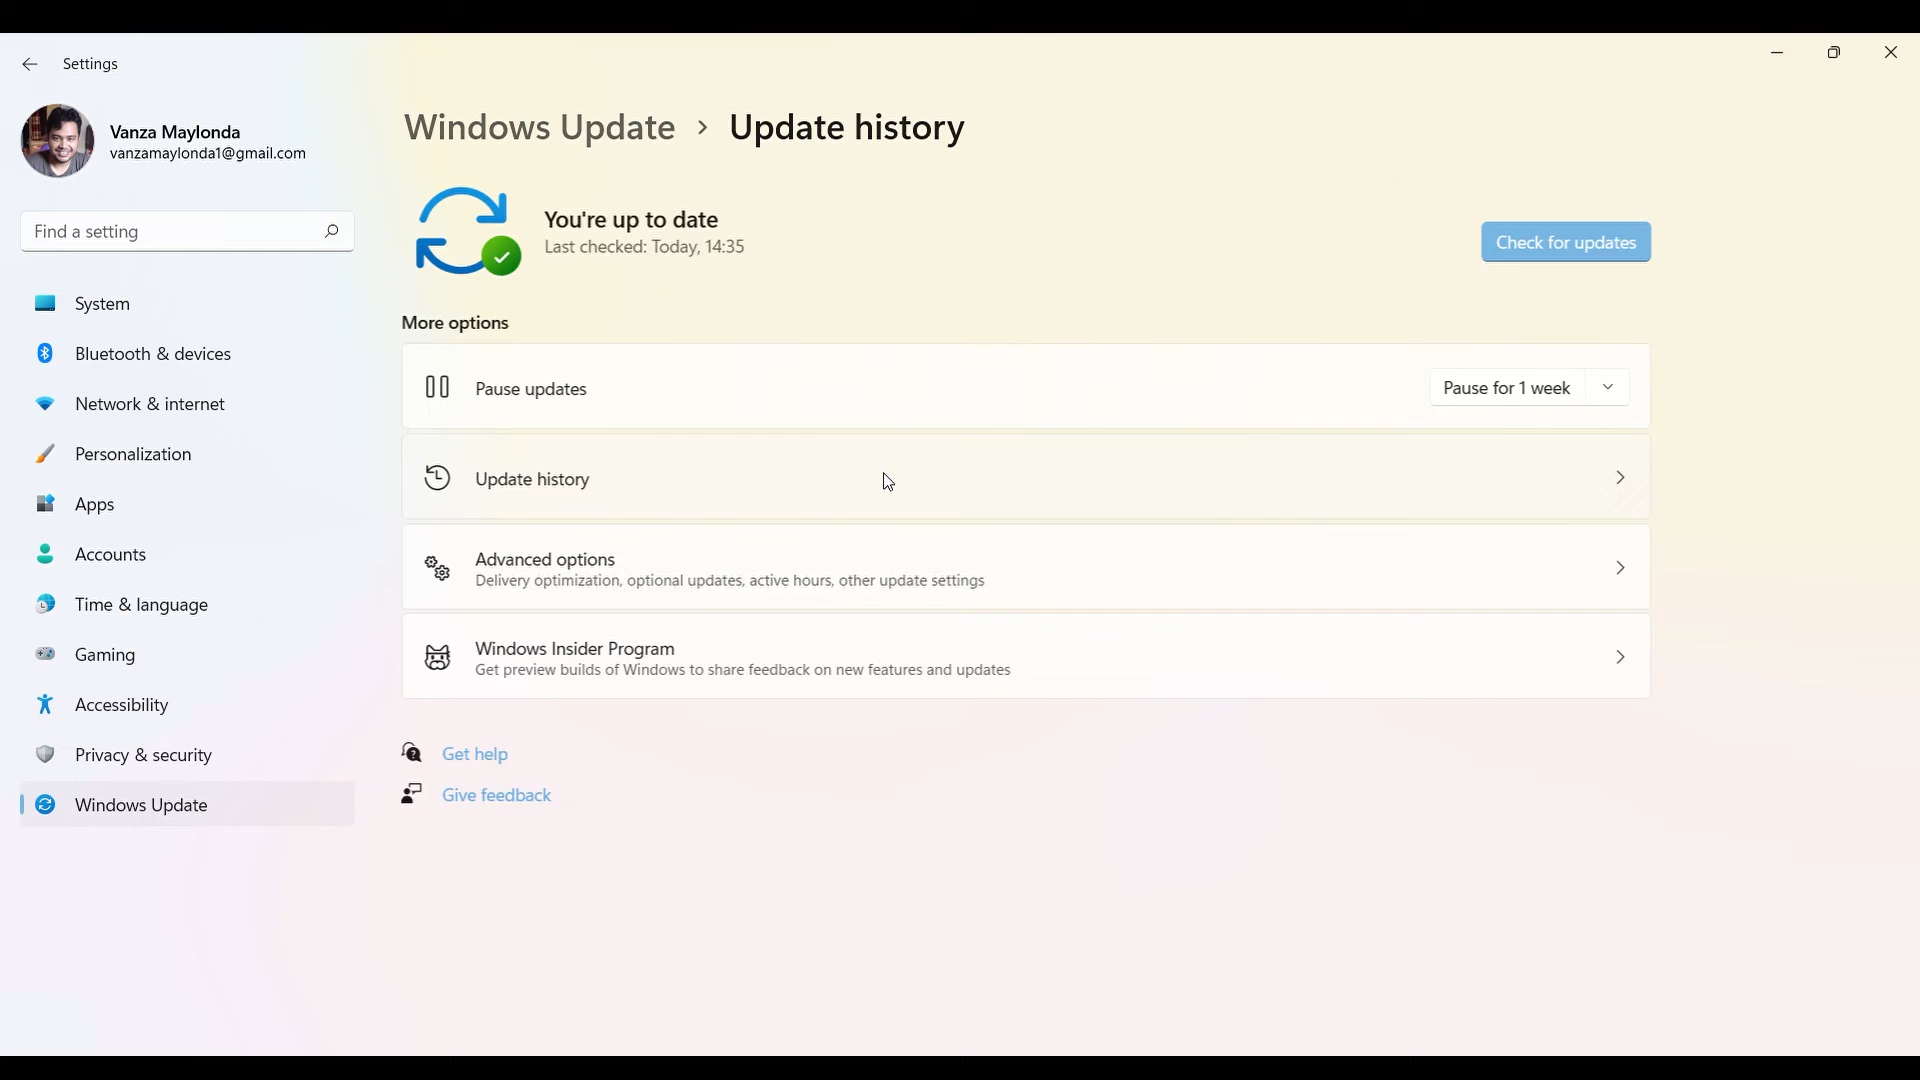 Settings
Vanza Maylonda
vanzamaylonda1@gmail.com
Find a setting
System
Bluetooth & devices
Network & internet
Personalization
Apps
Accounts
Time & language
Gaming
Accessibility
Privacy & security
Windows Update
Windows Update > Update history
You're up to date
Last checked: Today, 14:35
Check for updates
More options
Pause updates
Pause for 1 week
Update history
Advanced options
Delivery optimization, optional updates, active hours, other update settings
Windows Insider Program
Get preview builds of Windows to share feedback on new features and updates
Get help
Give feedback